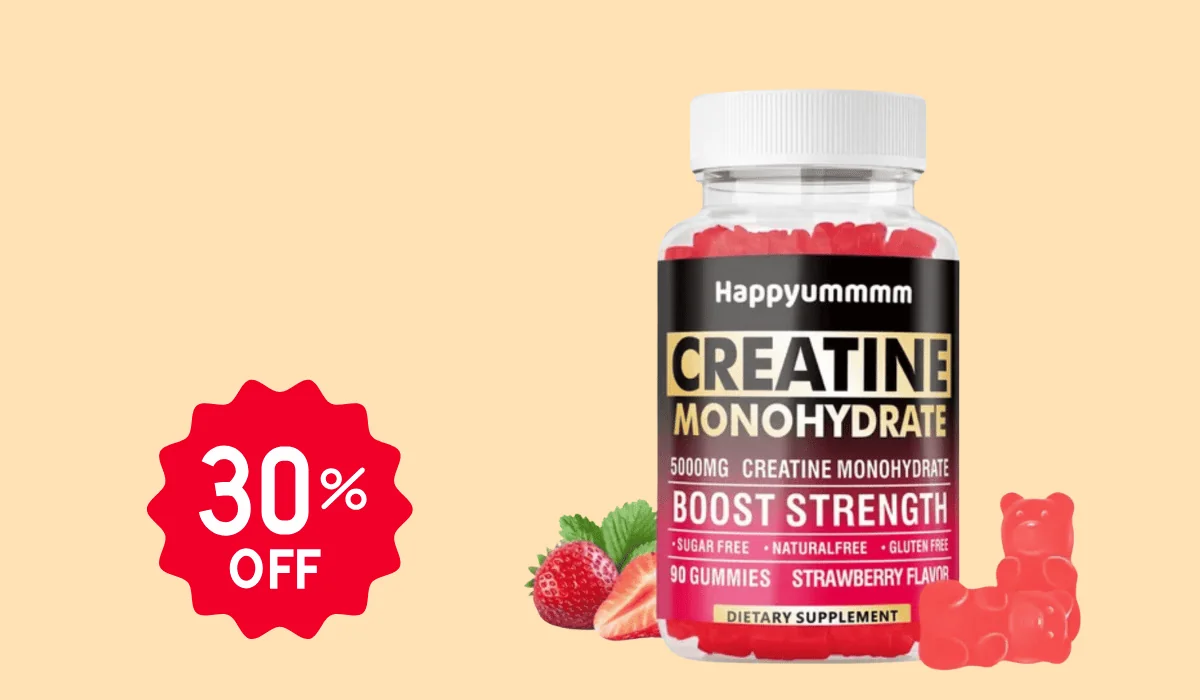 30%
OFF
Happyummmm
CREATINE
MONOHYDRATE
5000MG CREATINE MONOHYDRATE
BOOST STRENGTH
• SUGAR FREE • NATURALFREE • GLUTEN FREE
90 GUMMIES STRAWBERRY FLAVOR
DIETARY SUPPLEMENT